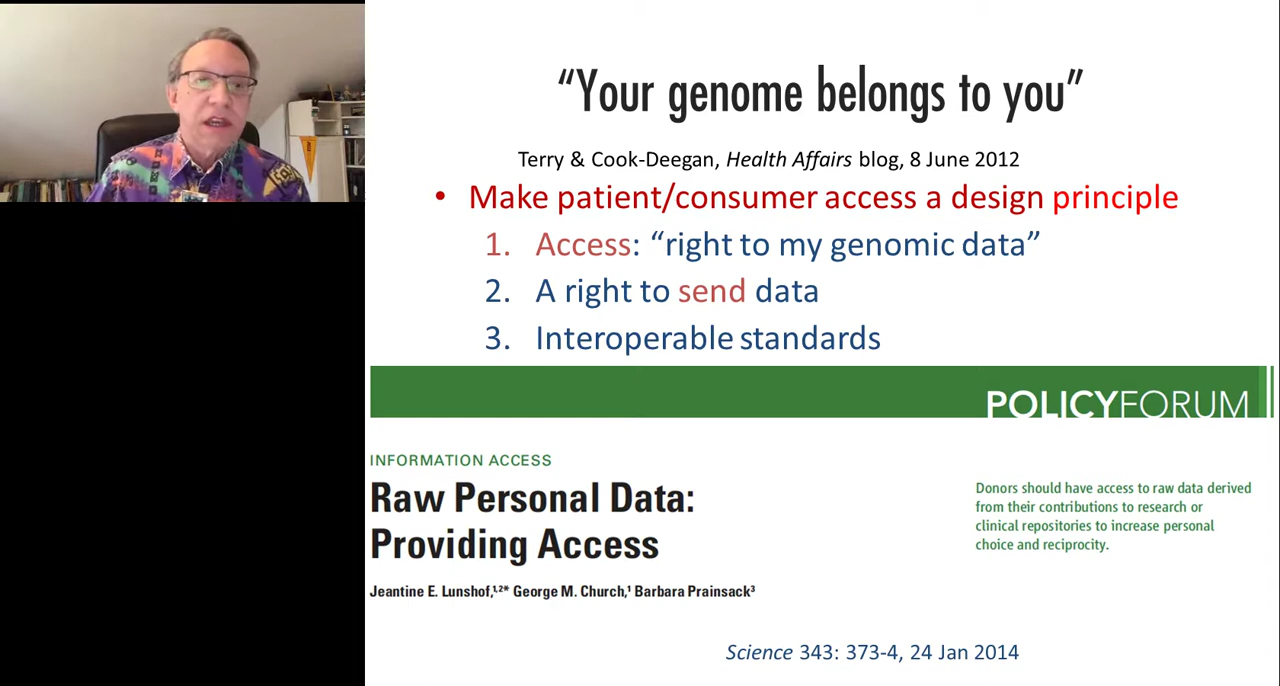 “Your genome belongs to you”
Terry & Cook-Deegan, Health Affairs blog, 8 June 2012
• Make patient/consumer access a design principle
1. Access: “right to my genomic data”
2. A right to send data
3. Interoperable standards
POLICYFORUM
INFORMATION ACCESS
Raw Personal Data:
Providing Access
Jeantine E. Lunshof,¹,²* George M. Church,¹ Barbara Prainsack³
Donors should have access to raw data derived
from their contributions to research or
clinical repositories to increase personal
choice and reciprocity.
Science 343: 373-4, 24 Jan 2014